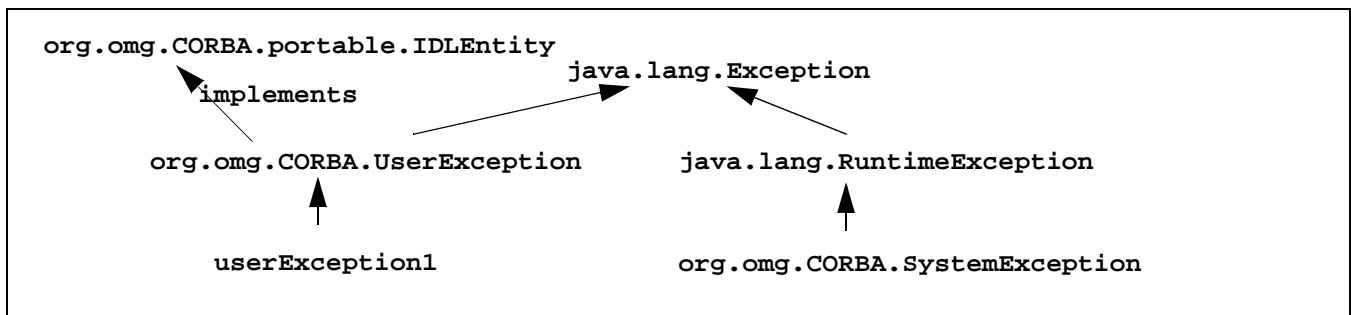 org.omg.CORBA.portable.IDLEntity
java.lang.Exception
implements
org.omg.CORBA.UserException
java.lang.RuntimeException
userException1
org.omg.CORBA.SystemException